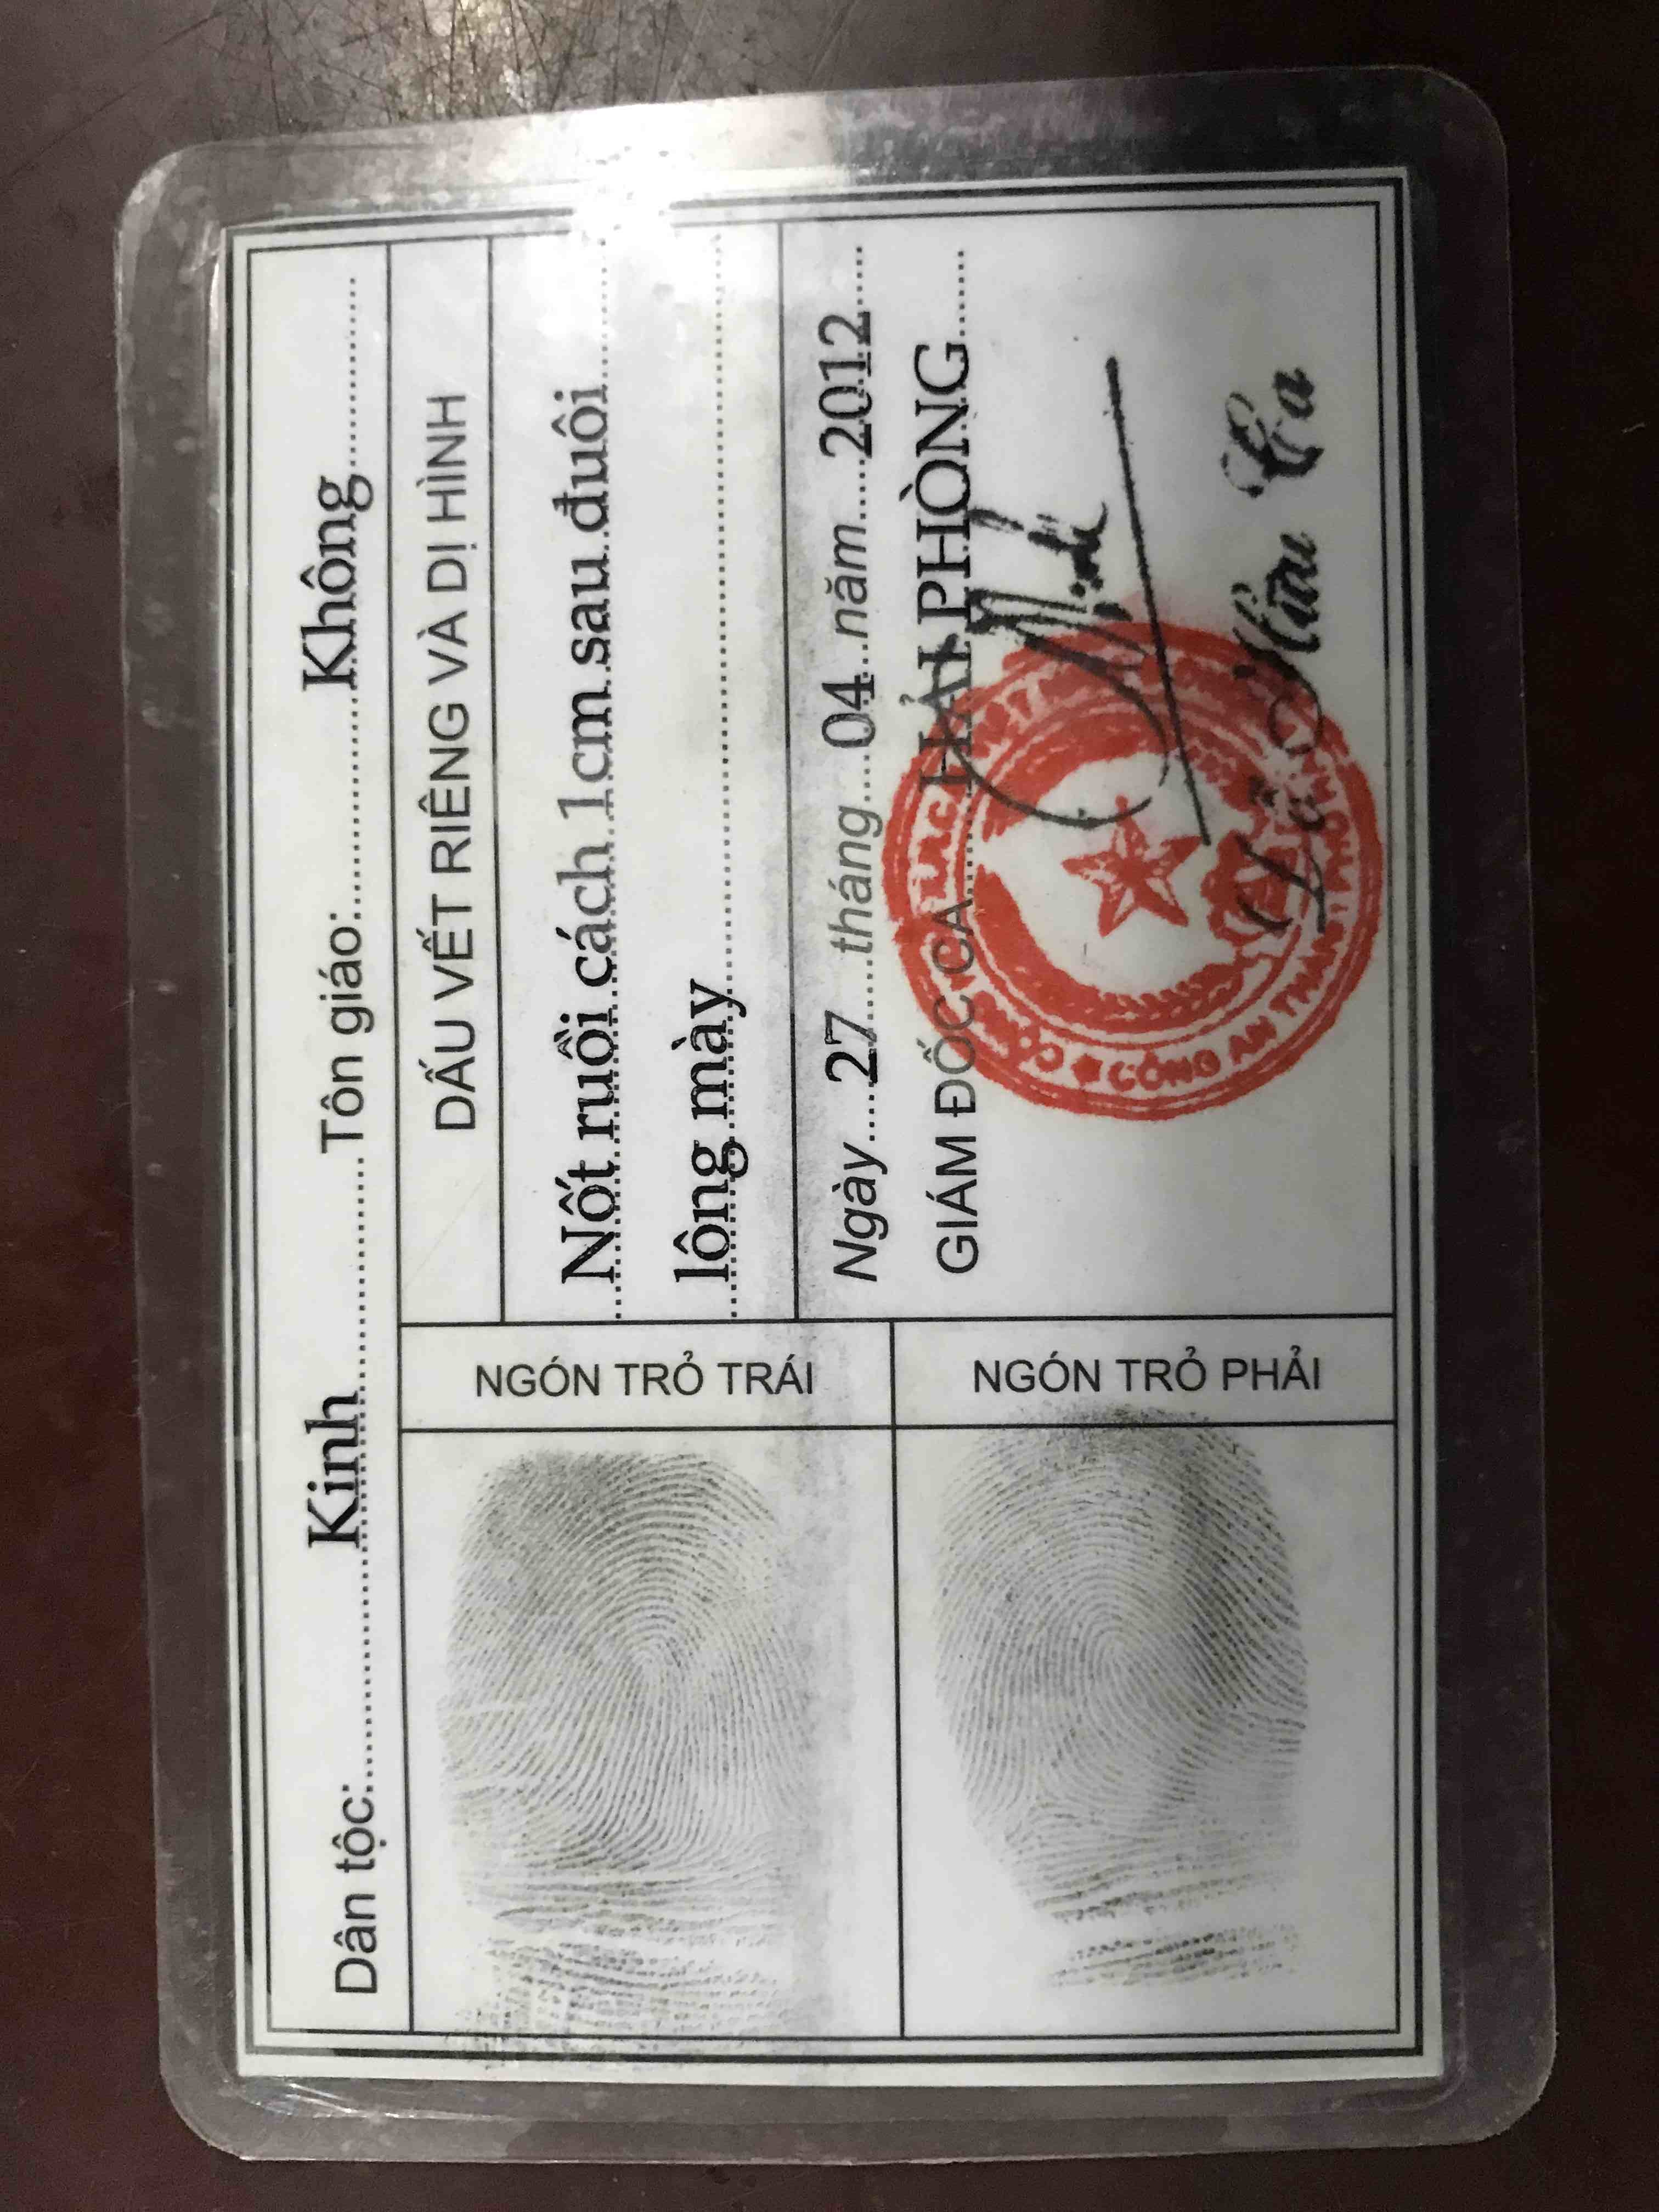 Dân tộc:........Kinh........Tôn giáo:........Không........
DẤU VẾT RIÊNG VÀ DỊ HÌNH
Nốt ruồi cách 1cm sau đuôi
lông mày
Ngày....27....tháng....04...năm....2012....
GIÁM ĐỐC CA........HẢI PHÒNG......
CÔNG AN THÀNH PHỐ
Hữu Ca
NGÓN TRỎ TRÁI
NGÓN TRỎ PHẢI